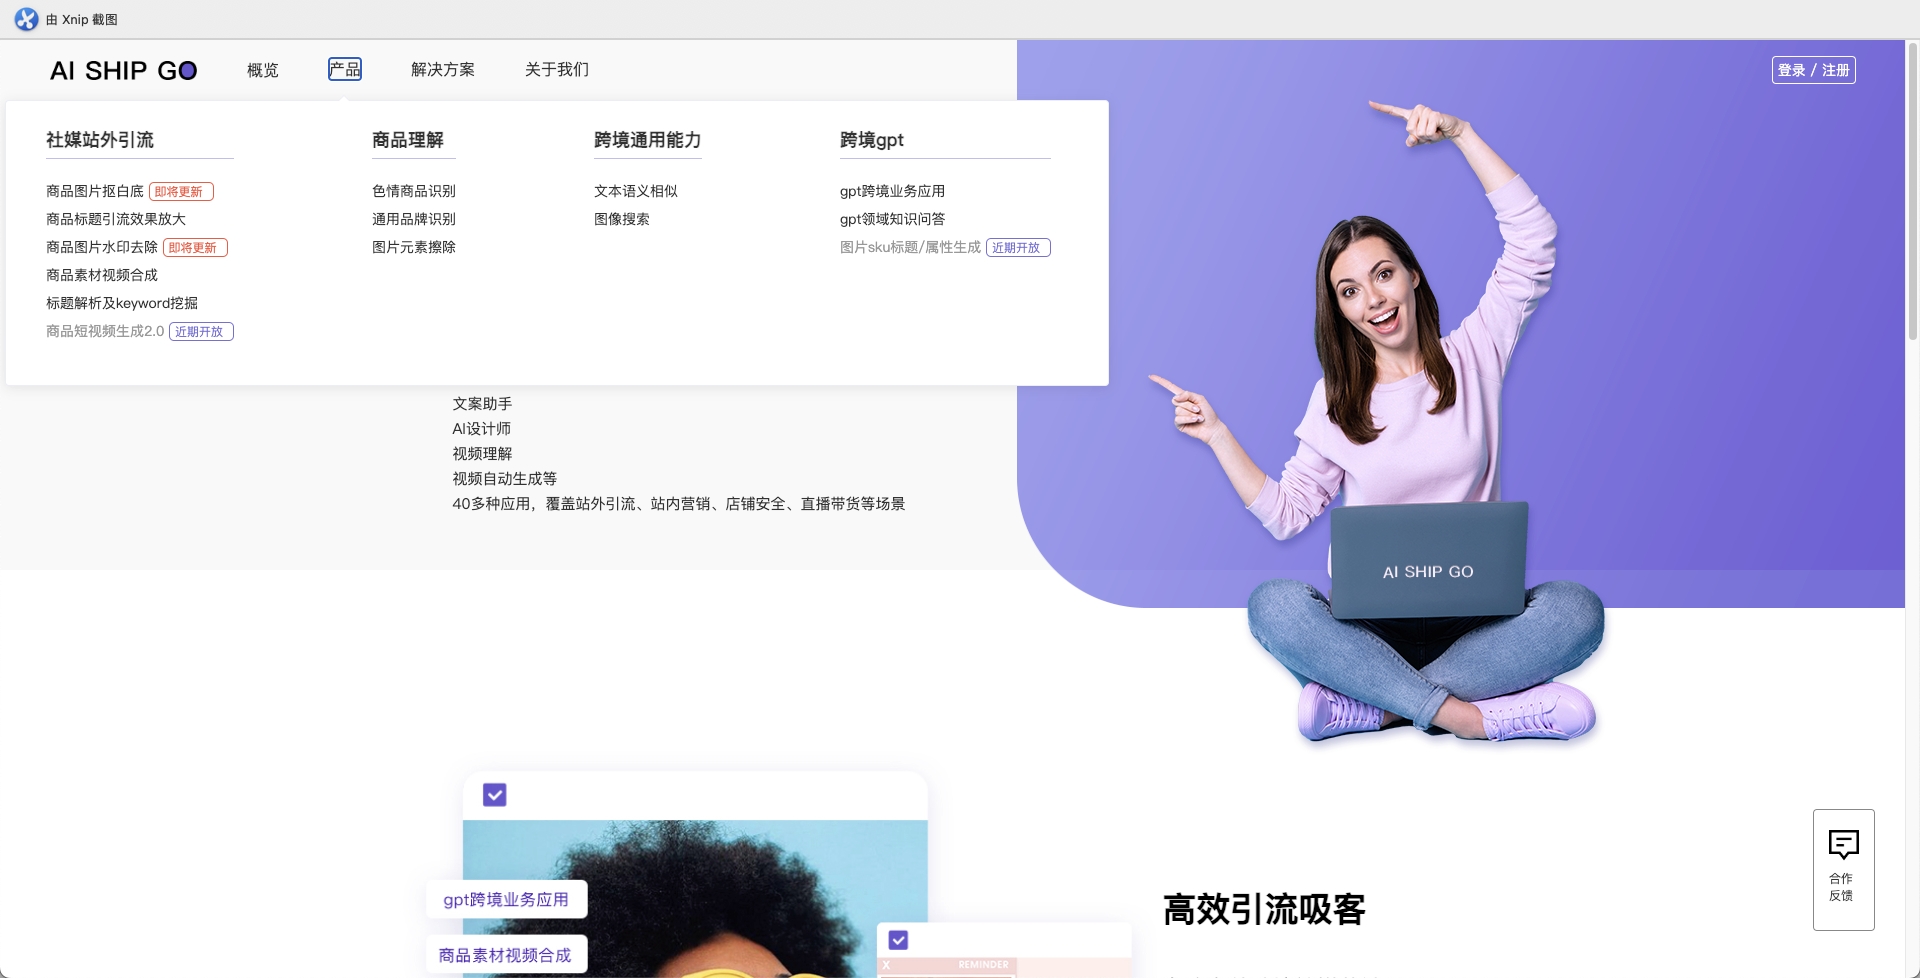 由 Xnip 截图
AI SHIP GO
概览
产品
解决方案
关于我们
登录 / 注册
社媒站外引流
商品图片抠白底 即将更新
商品标题引流效果放大
商品图片水印去除 即将更新
商品素材视频合成
标题解析及keyword挖掘
商品短视频生成2.0 近期开放
商品理解
色情商品识别
通用品牌识别
图片元素擦除
跨境通用能力
文本语义相似
图像搜索
跨境gpt
gpt跨境业务应用
gpt领域知识问答
图片sku标题/属性生成 近期开放
文案助手
AI设计师
视频理解
视频自动生成等
40多种应用，覆盖站外引流、站内营销、店铺安全、直播带货等场景
AI SHIP GO
gpt跨境业务应用
商品素材视频合成
X REMINDER
高效引流吸客
合作
反馈